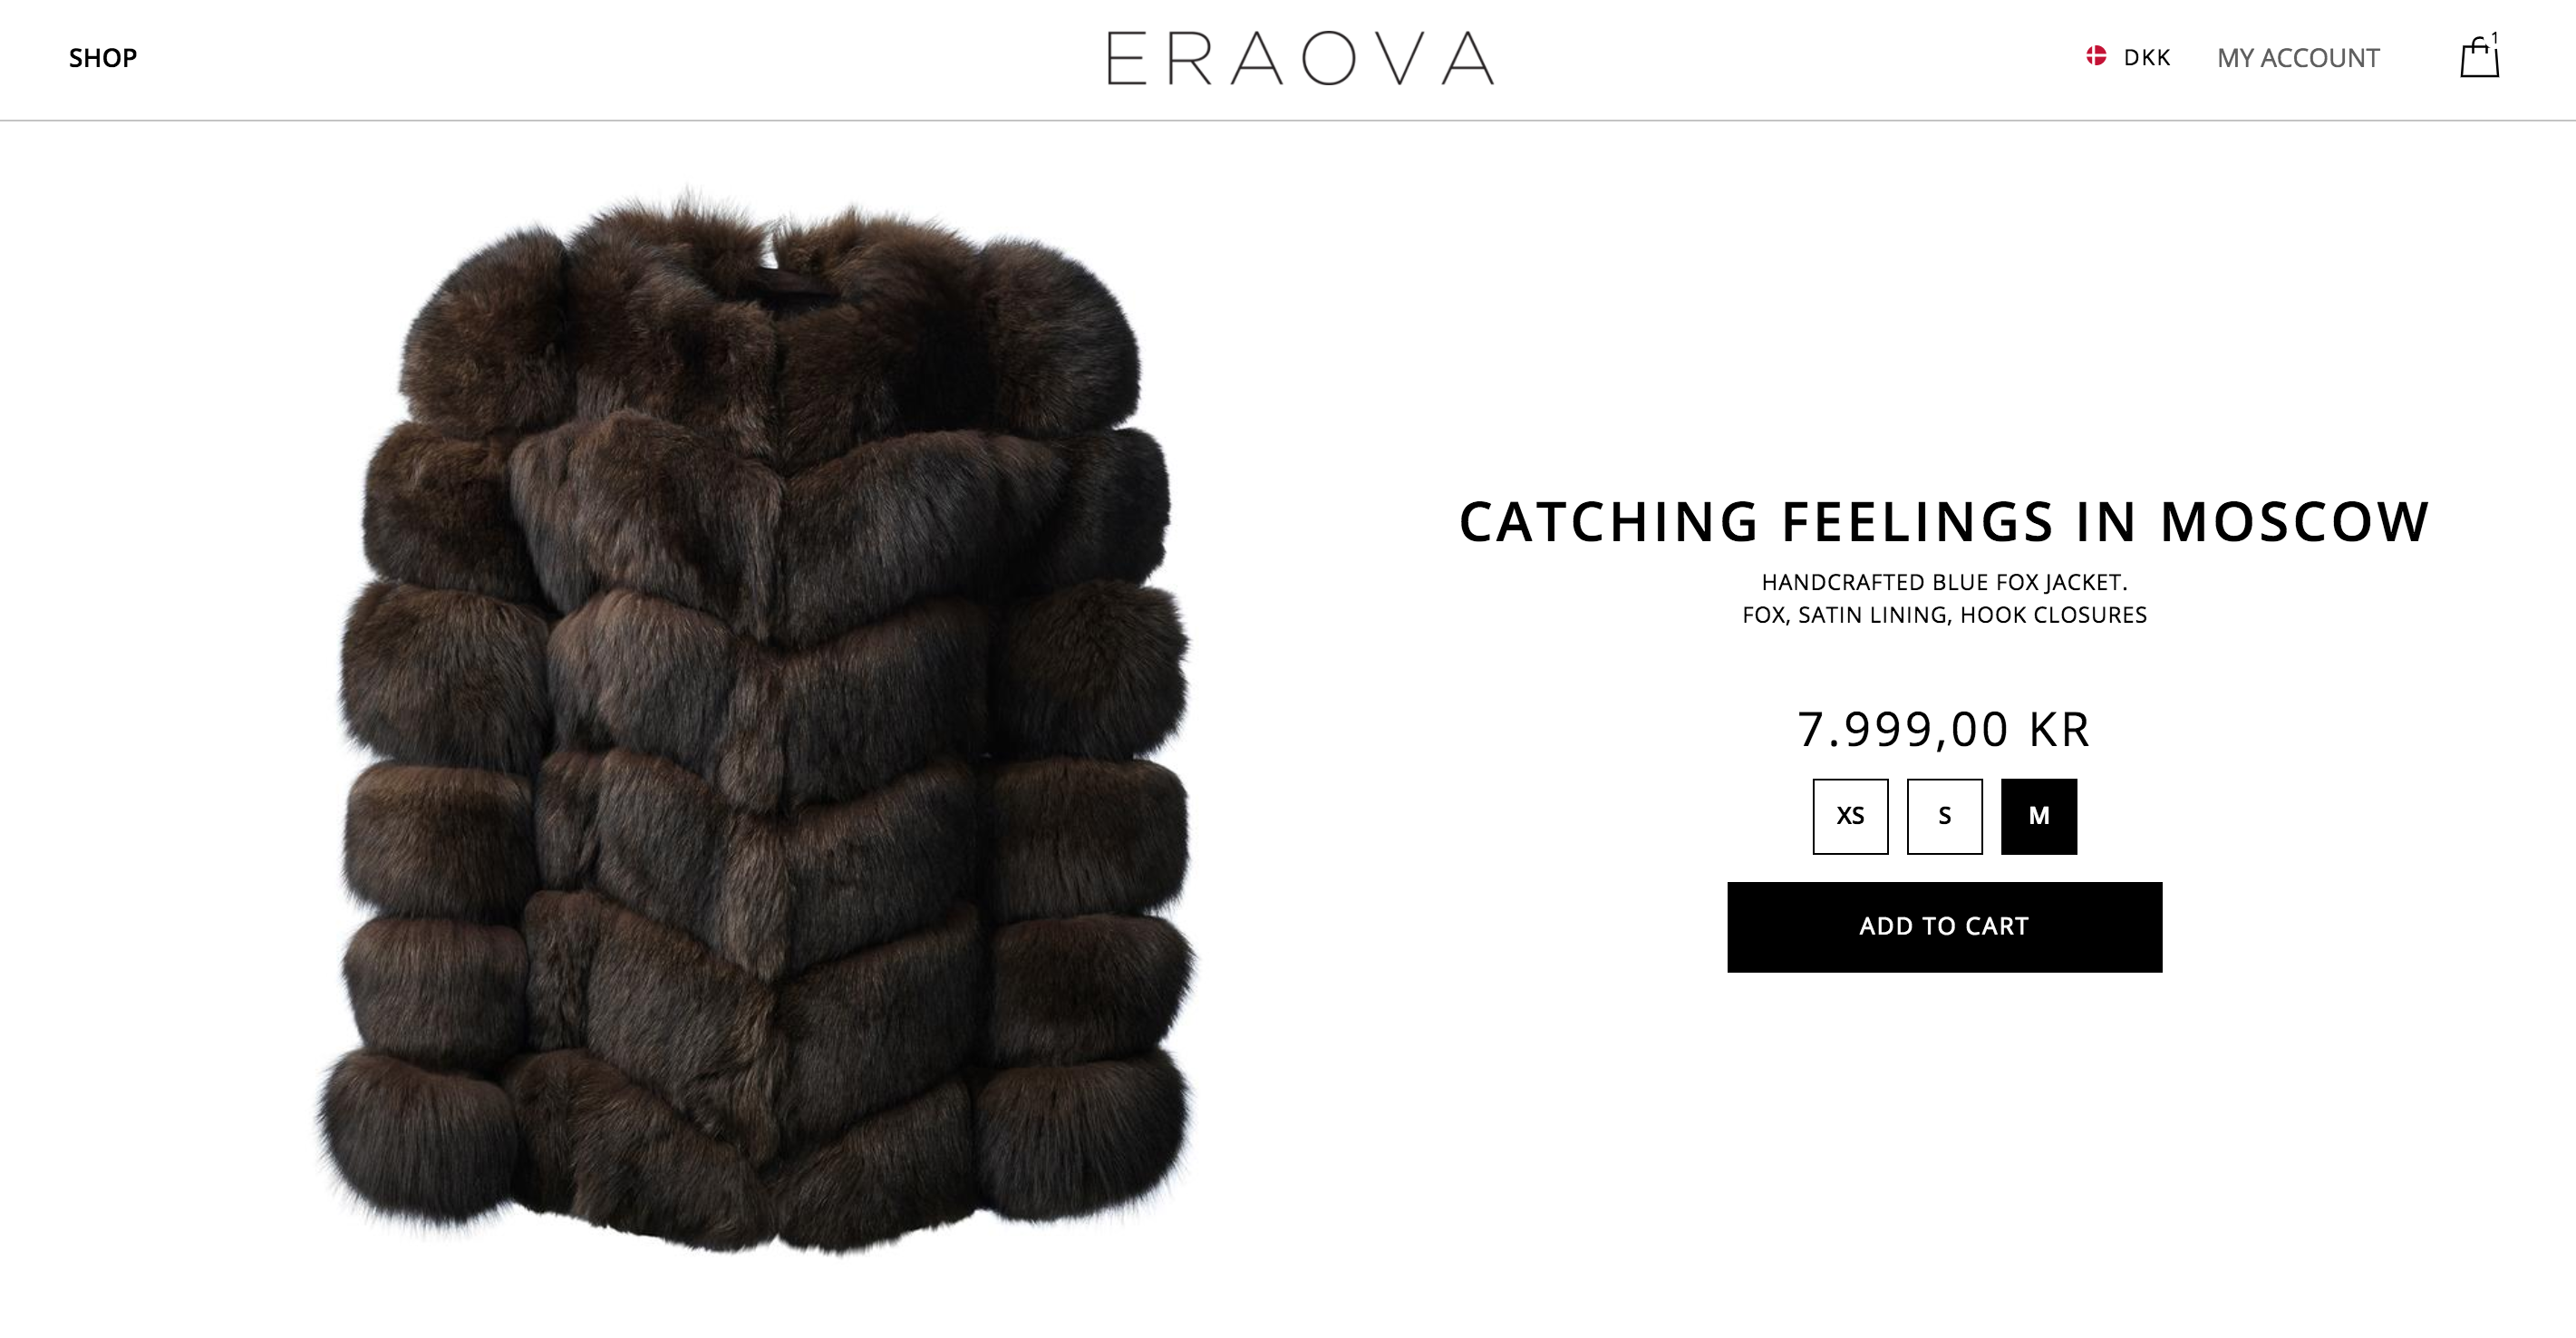 SHOP
ERAOVA
DKK
MY ACCOUNT
1
CATCHING FEELINGS IN MOSCOW
HANDCRAFTED BLUE FOX JACKET.
FOX, SATIN LINING, HOOK CLOSURES
7.999,00 KR
XS S M
ADD TO CART